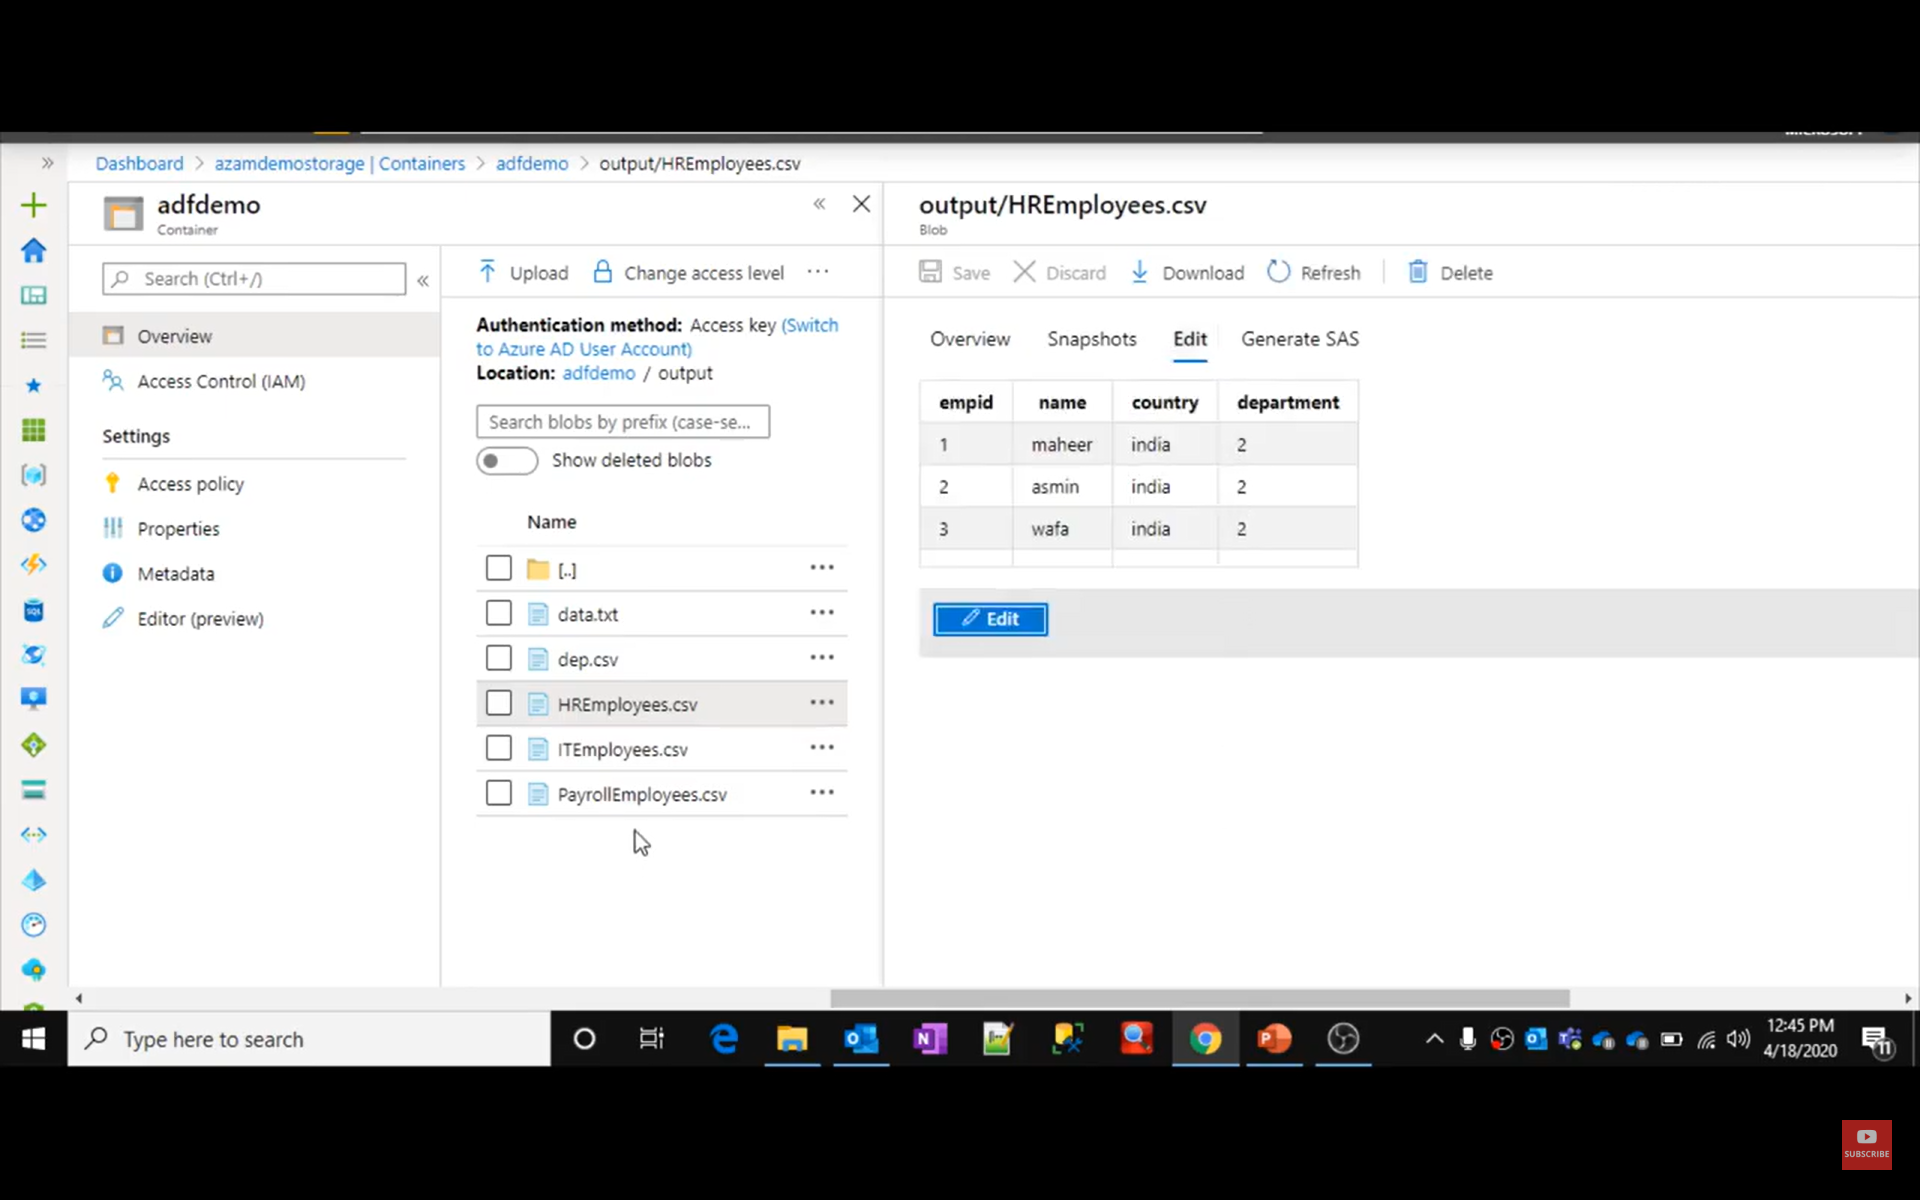 Dashboard > azamdemostorage | Containers > adfdemo > output/HREmployees.csv
adfdemo
Container
Search (Ctrl+/)
Overview
Access Control (IAM)
Settings
Access policy
Properties
Metadata
Editor (preview)
Upload Change access level
Authentication method: Access key (Switch
to Azure AD User Account)
Location: adfdemo / output
Search blobs by prefix (case-se...
Show deleted blobs
Name
[..]
data.txt
dep.csv
HREmployees.csv
ITEmployees.csv
PayrollEmployees.csv
output/HREmployees.csv
Blob
Save Discard Download Refresh Delete
Overview Snapshots Edit Generate SAS
empid name country department
1 maheer india 2
2 asmin india 2
3 wafa india 2
Edit
Type here to search
12:45 PM
4/18/2020
11
SUBSCRIBE